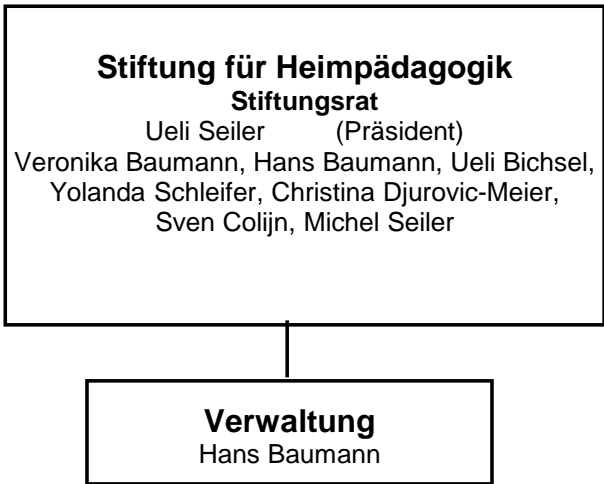 Stiftung für Heimpädagogik
Stiftungsrat
Ueli Seiler (Präsident)
Veronika Baumann, Hans Baumann, Ueli Bichsel,
Yolanda Schleifer, Christina Djurovic-Meier,
Sven Colijn, Michel Seiler
Verwaltung
Hans Baumann